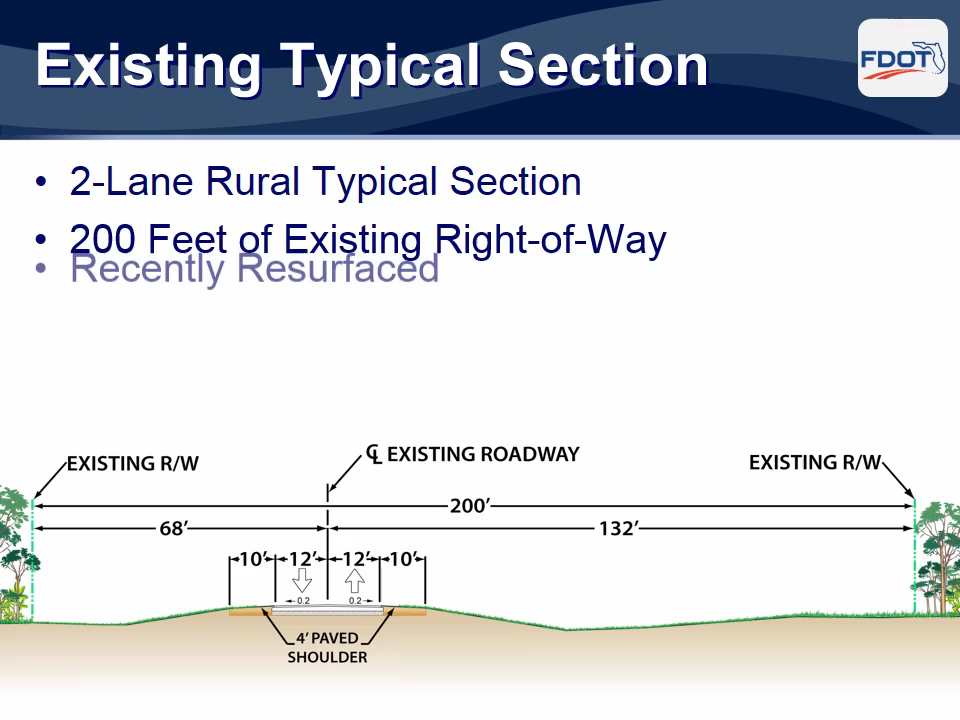 Existing Typical Section
FDOT
• 2-Lane Rural Typical Section
• 200 Feet of Existing Right-of-Way
• Recently Resurfaced
EXISTING R/W
℄ EXISTING ROADWAY
EXISTING R/W
200’
68’
132’
10’ 12’ 12’ 10’
0.2 0.2
4’ PAVED
SHOULDER